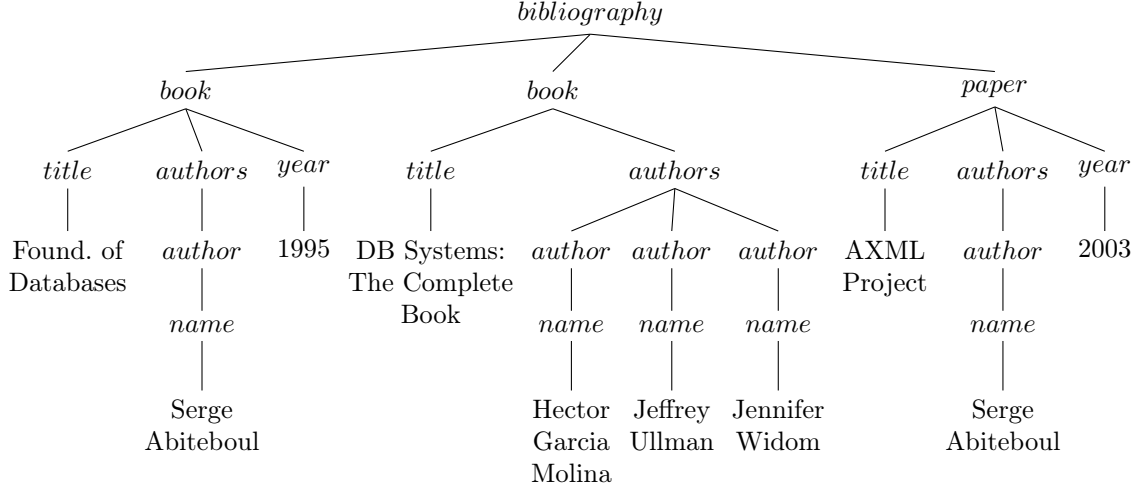 bibliography
book book paper
title authors year title authors title authors year
Found. of
Databases
author
1995
DB Systems:
The Complete
Book
author author author
AXML
Project
author
2003
name name name name name
Serge
Abiteboul
Hector
Garcia
Molina
Jeffrey
Ullman
Jennifer
Widom
Serge
Abiteboul